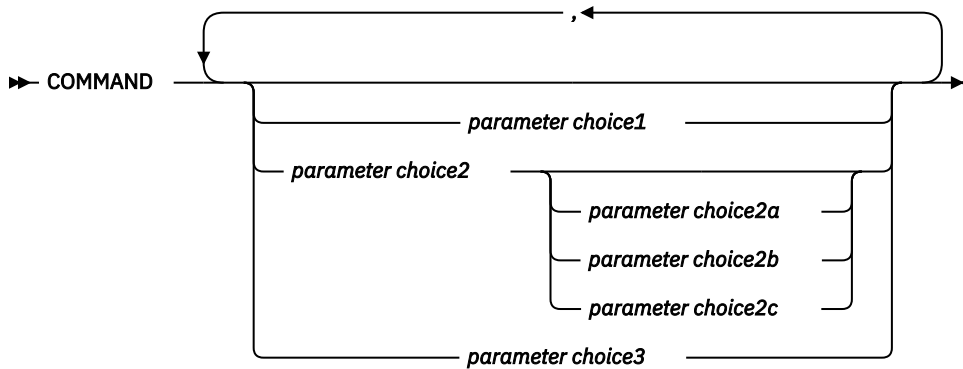 ,
COMMAND
parameter choice1
parameter choice2
parameter choice2a
parameter choice2b
parameter choice2c
parameter choice3